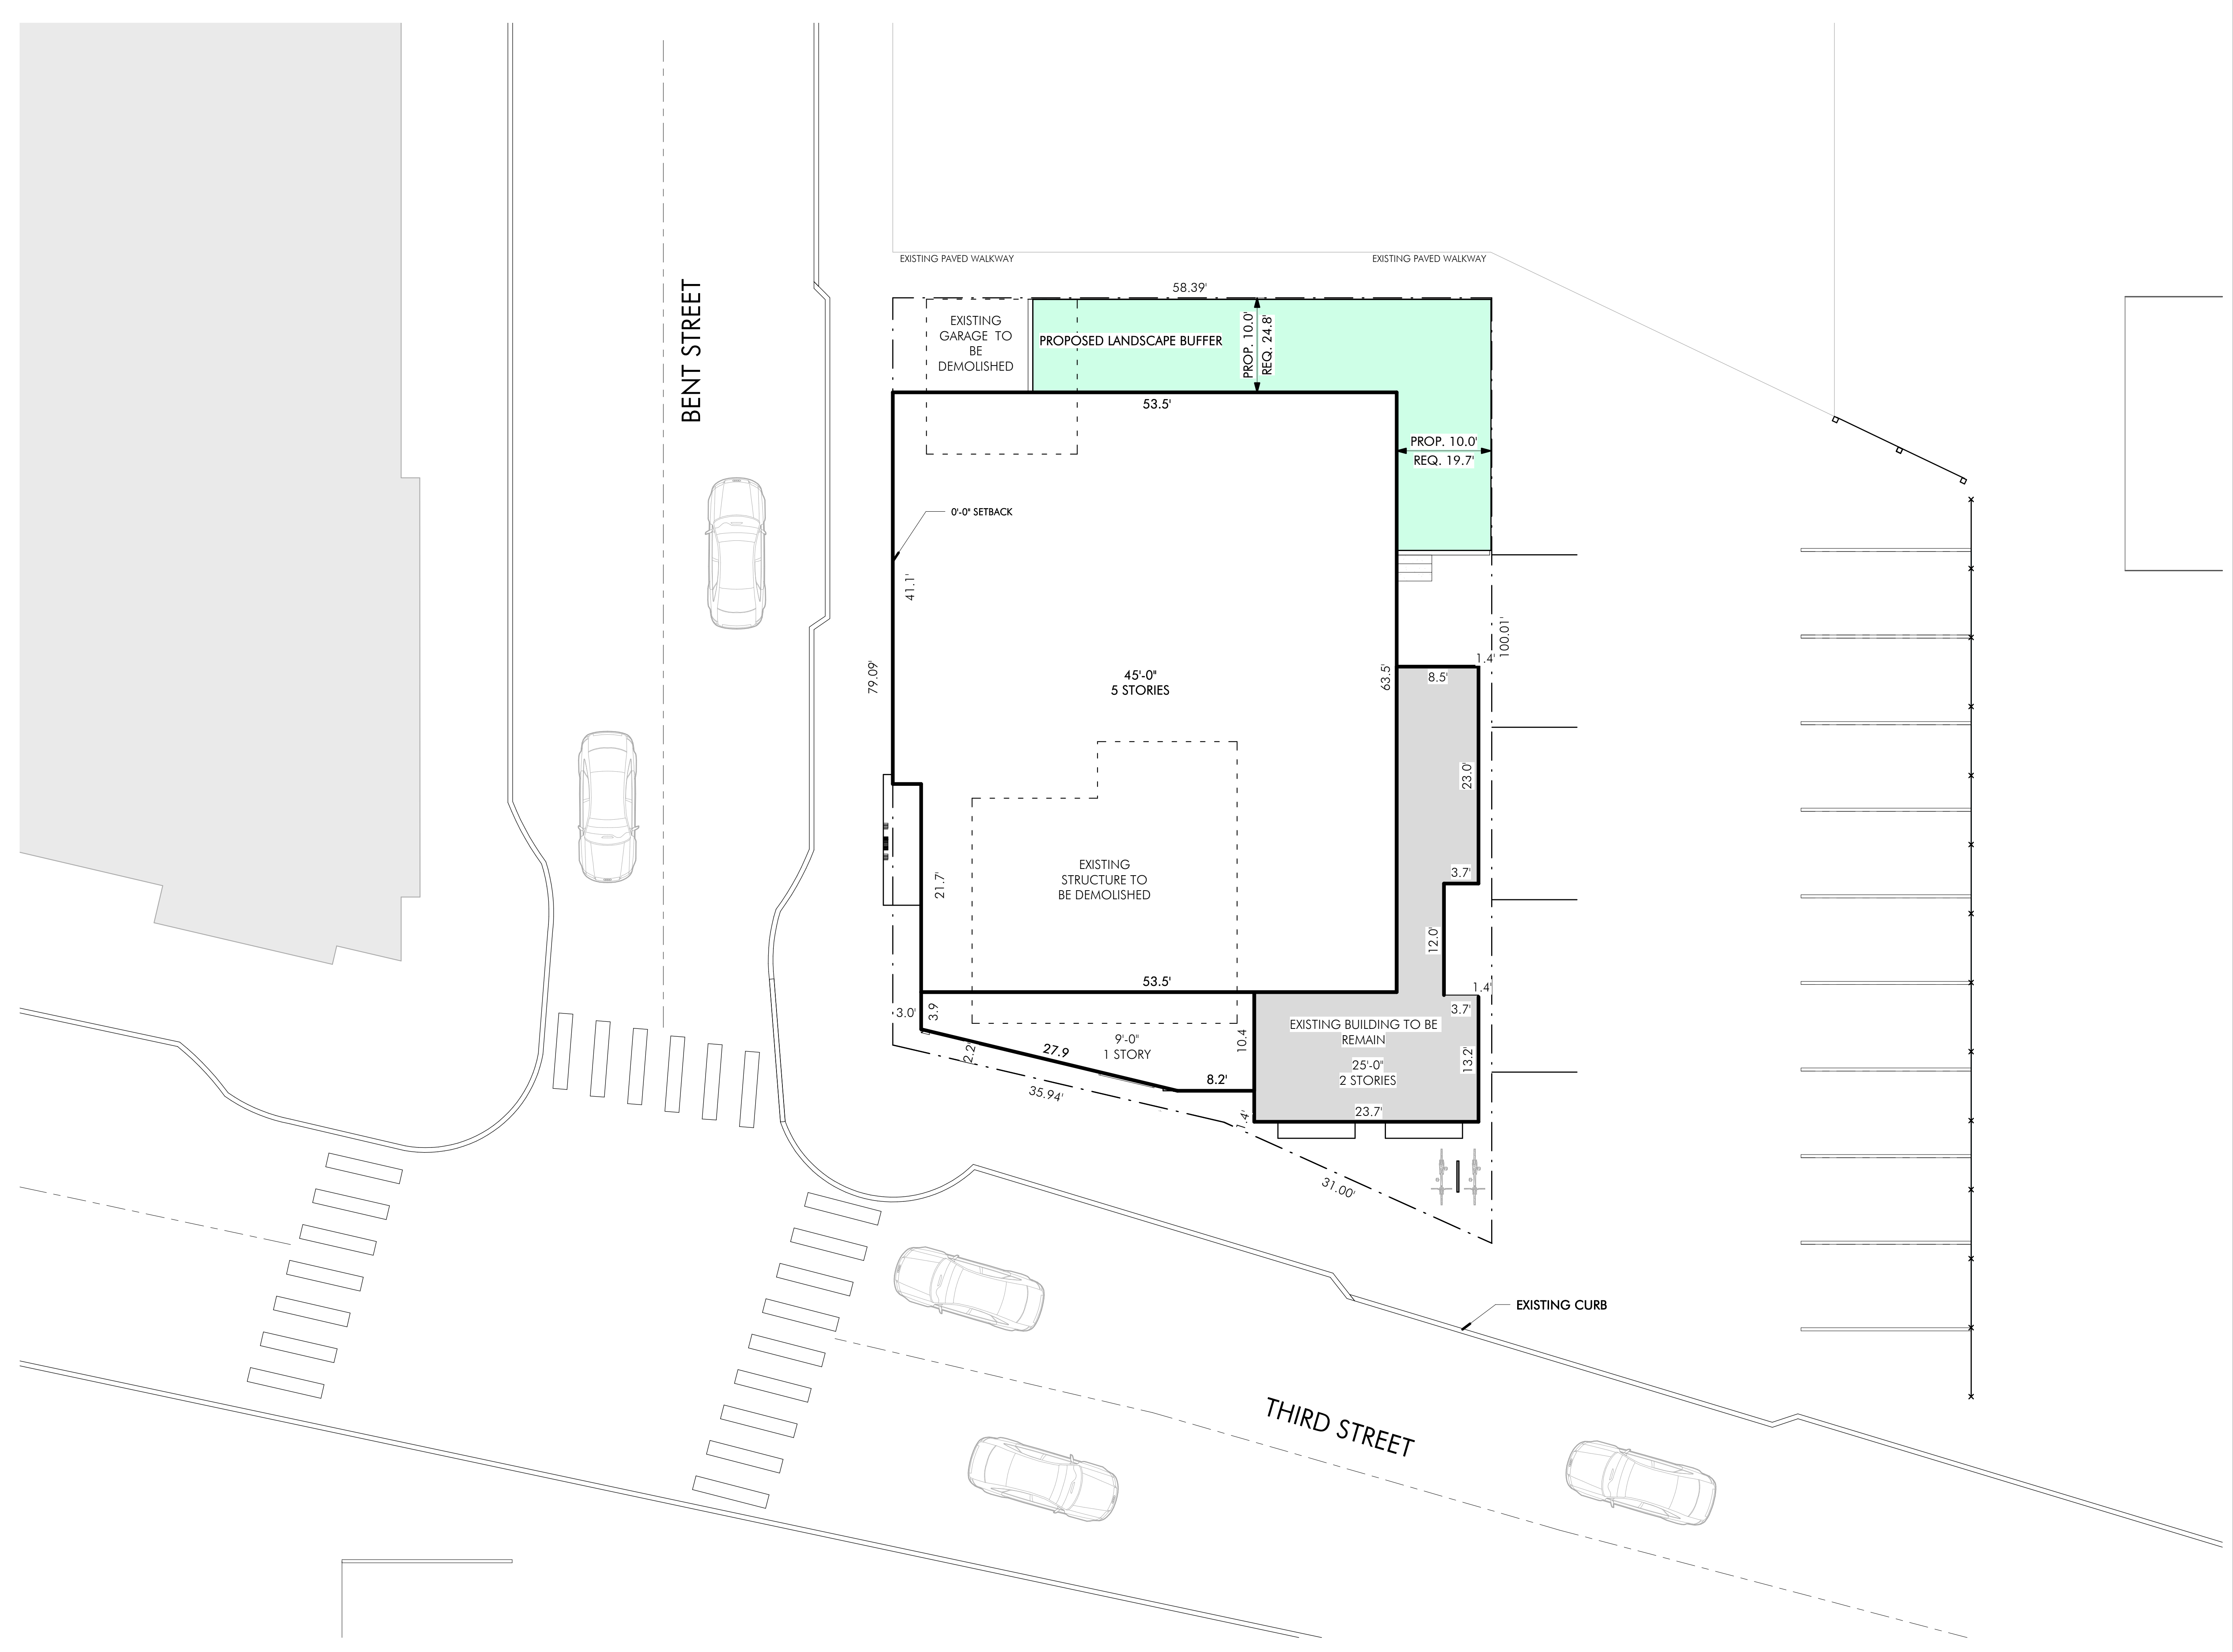 EXISTING PAVED WALKWAY
EXISTING PAVED WALKWAY
58.39'
BENT STREET
EXISTING
GARAGE TO
BE
DEMOLISHED
PROPOSED LANDSCAPE BUFFER
PROP. 10.0'
REQ. 24.8'
53.5'
PROP. 10.0'
REQ. 19.7'
0'-0" SETBACK
41.1'
79.09'
45'-0"
5 STORIES
63.5'
100.01'
1.4'
8.5'
23.0'
3.7'
EXISTING
STRUCTURE TO
BE DEMOLISHED
21.7'
12.0'
53.5'
1.4'
3.7'
3.0'
3.9
2.2'
27.9
9'-0"
1 STORY
10.4
EXISTING BUILDING TO BE
REMAIN
25'-0"
2 STORIES
13.2'
8.2'
35.94'
1.4'
23.7'
31.00'
EXISTING CURB
THIRD STREET